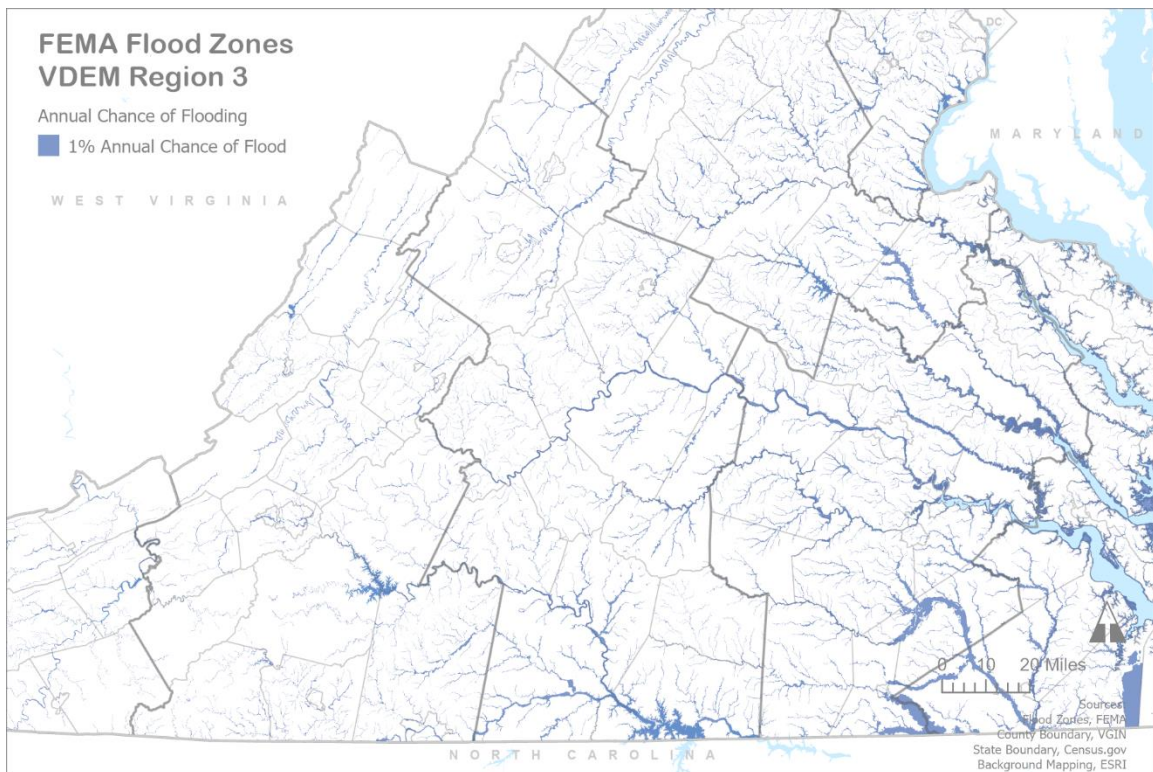 FEMA Flood Zones
VDEM Region 3
Annual Chance of Flooding
1% Annual Chance of Flood
DC
MARYLAND
WEST VIRGINIA
0 10 20 Miles
Sources:
Flood Zones, FEMA
County Boundary, VGIN
State Boundary, Census.gov
Background Mapping, ESRI
NORTH CAROLINA